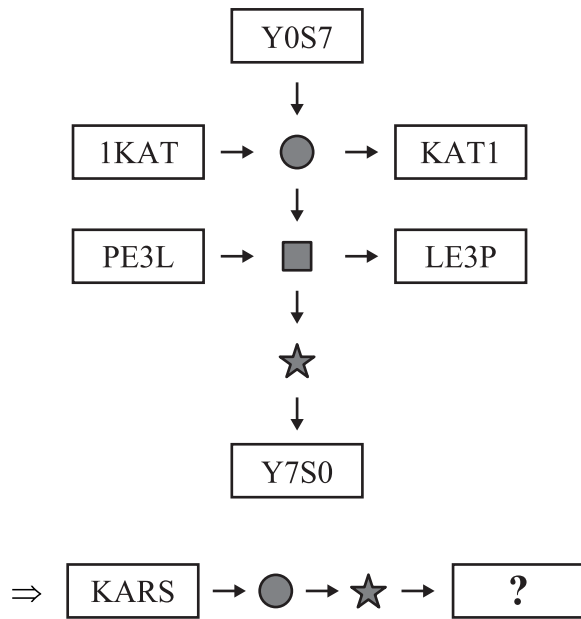 Y0S7
1KAT KAT1
PE3L LE3P
Y7S0
⇒ KARS ?